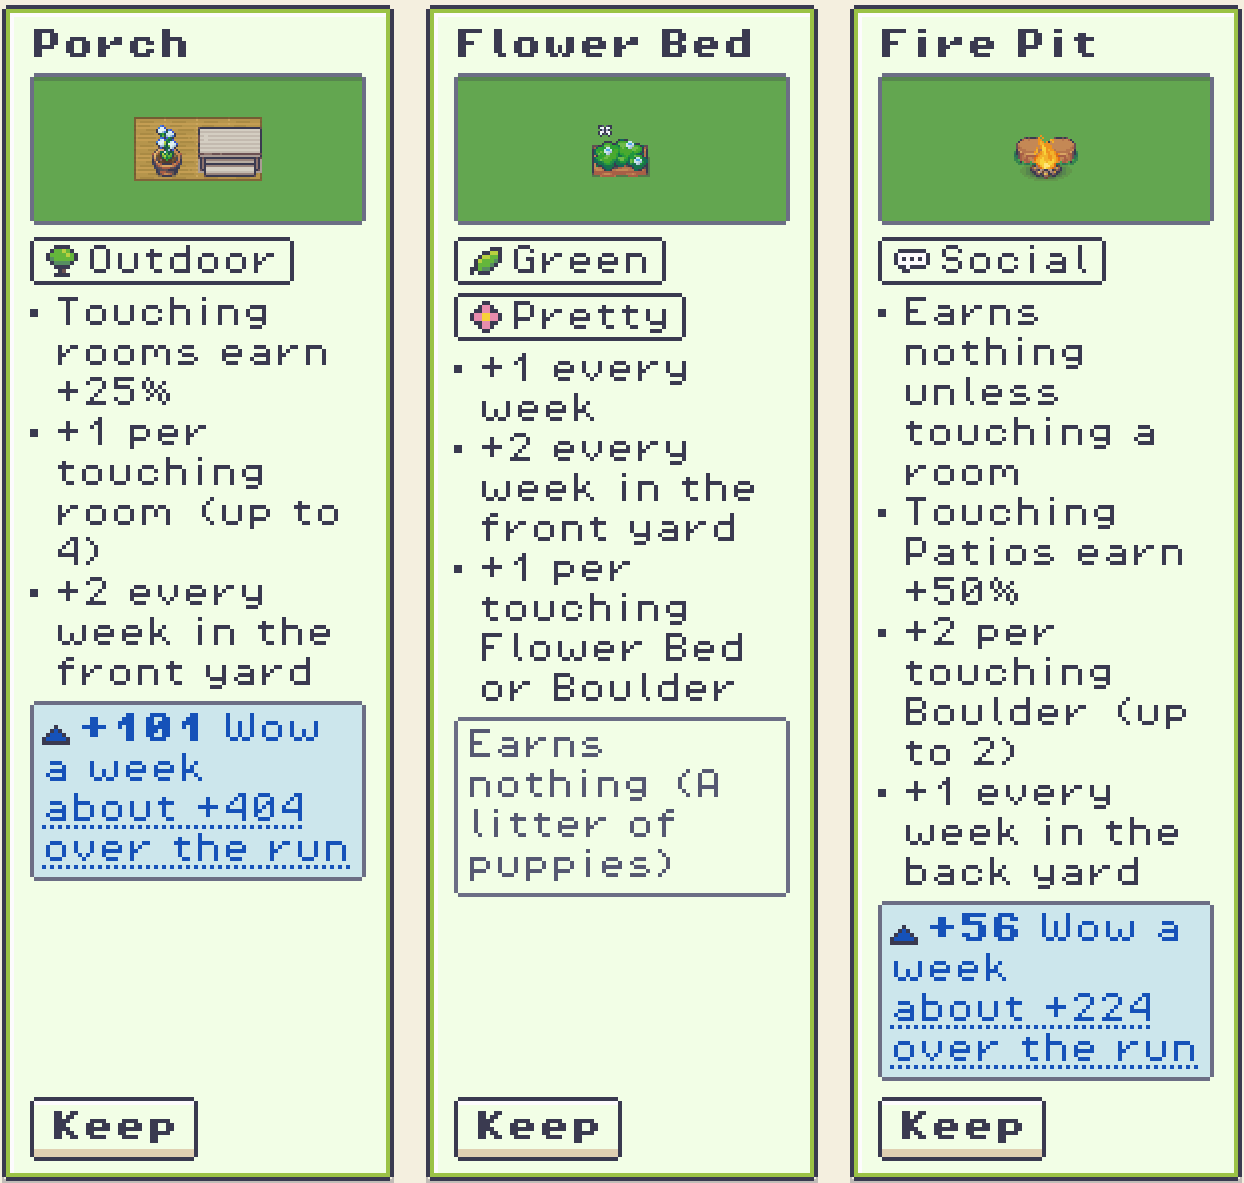 Porch
Outdoor
▪ Touching
rooms earn
+25%
▪ +1 per
touching
room (up to
4)
▪ +2 every
week in the
front yard
+101 Wow
a week
about +404
over the run
Keep
Flower Bed
Green
Pretty
▪ +1 every
week
▪ +2 every
week in the
front yard
▪ +1 per
touching
Flower Bed
or Boulder
Earns
nothing (A
litter of
puppies)
Keep
Fire Pit
Social
▪ Earns
nothing
unless
touching a
room
▪ Touching
Patios earn
+50%
▪ +2 per
touching
Boulder (up
to 2)
▪ +1 every
week in the
back yard
+56 Wow a
week
about +224
over the run
Keep